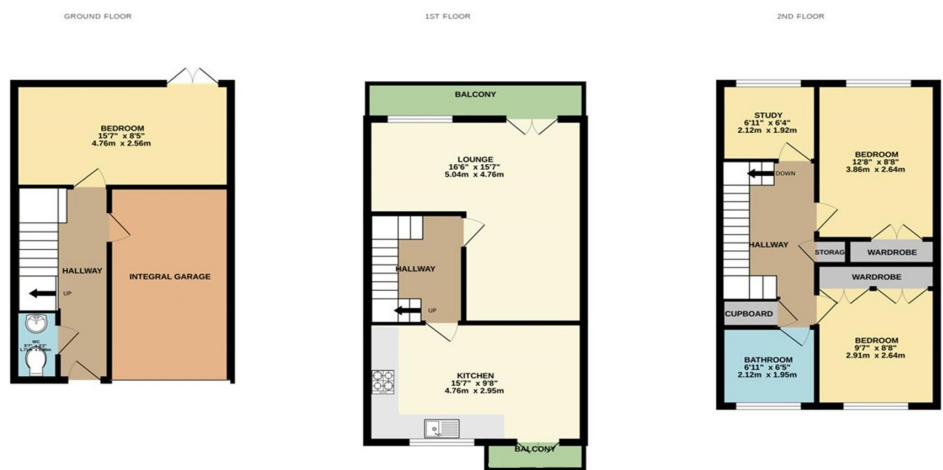 GROUND FLOOR
BEDROOM
15'7" x 8'5"
4.76m x 2.56m
HALLWAY
INTEGRAL GARAGE
UP
WC
1ST FLOOR
BALCONY
LOUNGE
16'6" x 15'7"
5.04m x 4.76m
HALLWAY
UP
KITCHEN
15'7" x 9'8"
4.76m x 2.95m
BALCONY
2ND FLOOR
STUDY
6'11" x 6'4"
2.12m x 1.92m
BEDROOM
12'8" x 8'8"
3.86m x 2.64m
DOWN
HALLWAY
STORAG
WARDROBE
WARDROBE
CUPBOARD
BEDROOM
9'7" x 8'8"
2.91m x 2.64m
BATHROOM
6'11" x 6'5"
2.12m x 1.95m